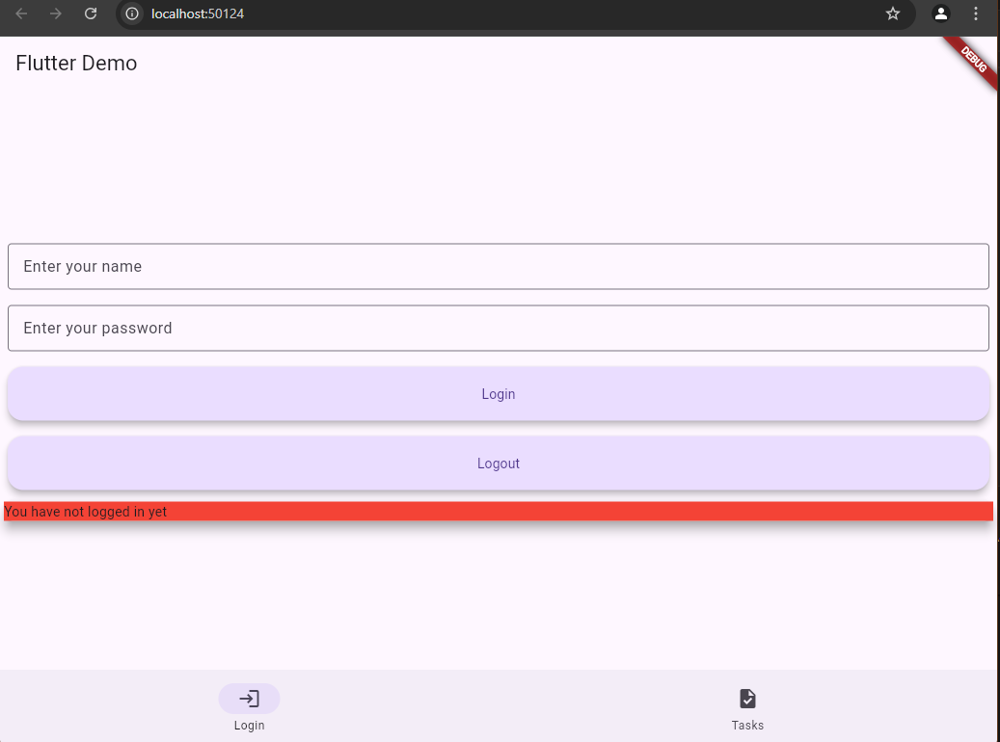 localhost:50124
Flutter Demo
DEBUG
Enter your name
Enter your password
Login
Logout
You have not logged in yet
Login
Tasks